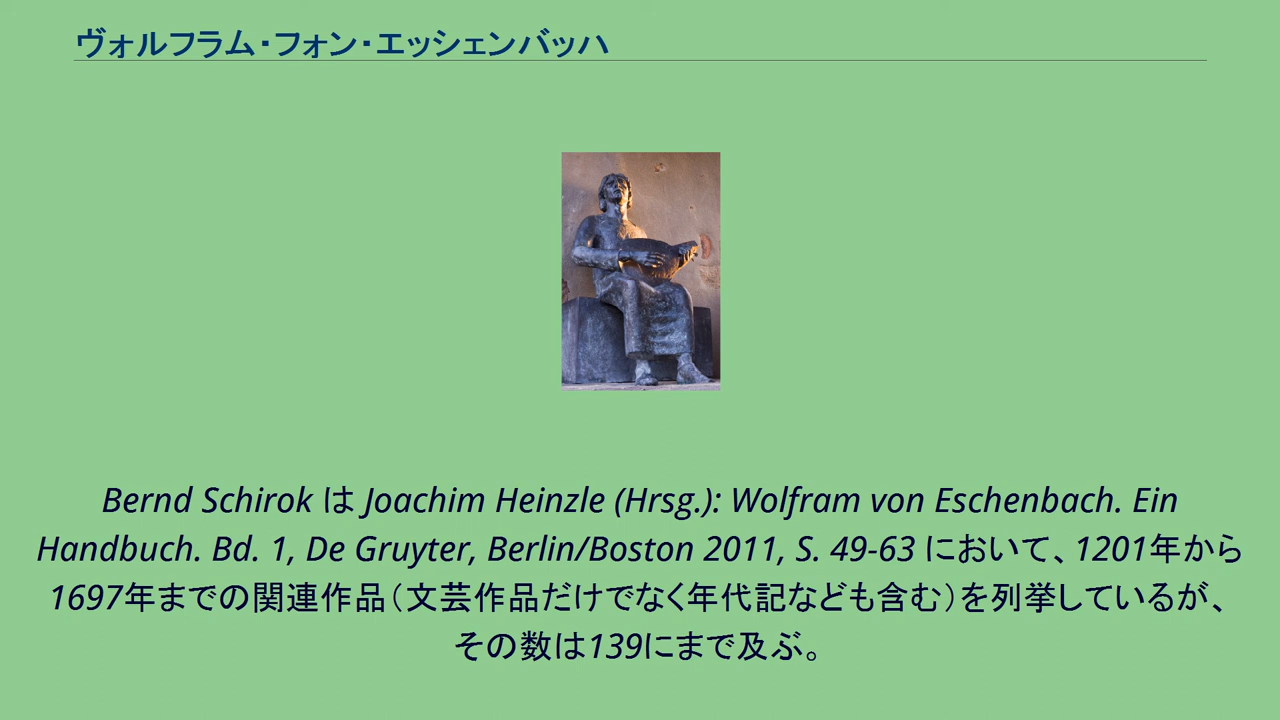 ヴォルフラム・フォン・エッシェンバッハ
Bernd Schirok は Joachim Heinzle (Hrsg.): Wolfram von Eschenbach. Ein
Handbuch. Bd. 1, De Gruyter, Berlin/Boston 2011, S. 49-63 において、1201年から
1697年までの関連作品（文芸作品だけでなく年代記なども含む）を列挙しているが、
その数は139にまで及ぶ。